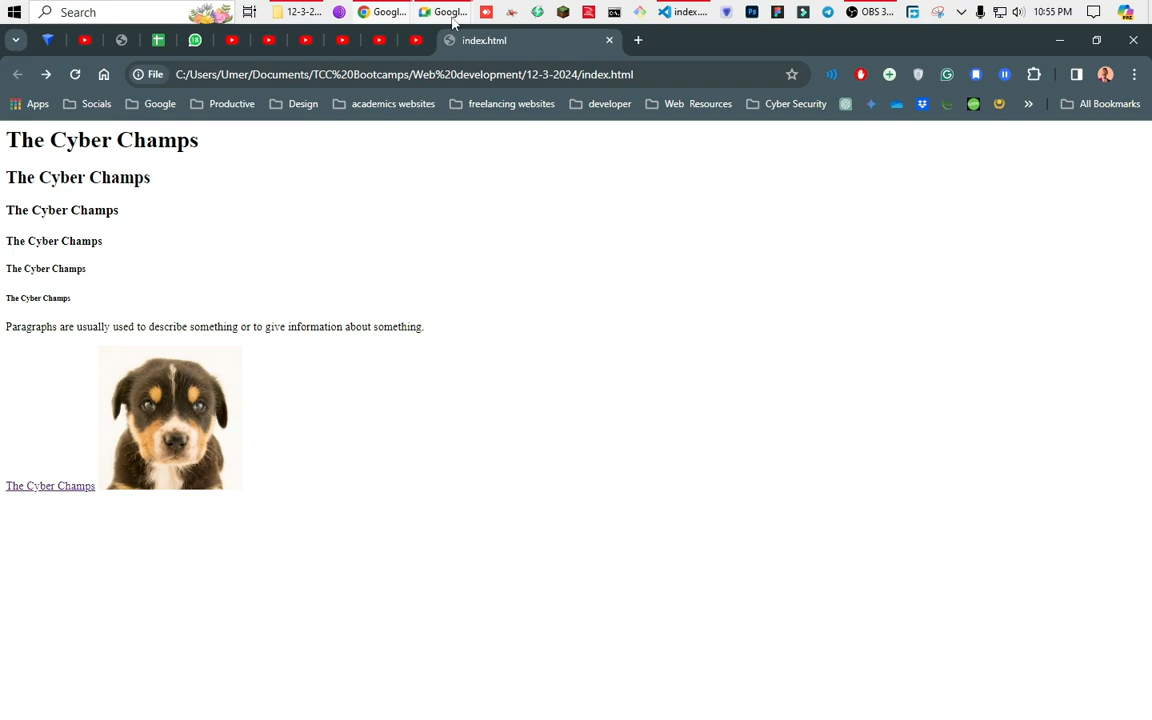 Search
12-3-2...
Googl...
Googl...
index....
OBS 3...
10:55 PM
index.html
File
C:/Users/Umer/Documents/TCC%20Bootcamps/Web%20development/12-3-2024/index.html
Apps
Socials
Google
Productive
Design
academics websites
freelancing websites
developer
Web Resources
Cyber Security
»
All Bookmarks
The Cyber Champs
The Cyber Champs
The Cyber Champs
The Cyber Champs
The Cyber Champs
The Cyber Champs
Paragraphs are usually used to describe something or to give information about something.
The Cyber Champs